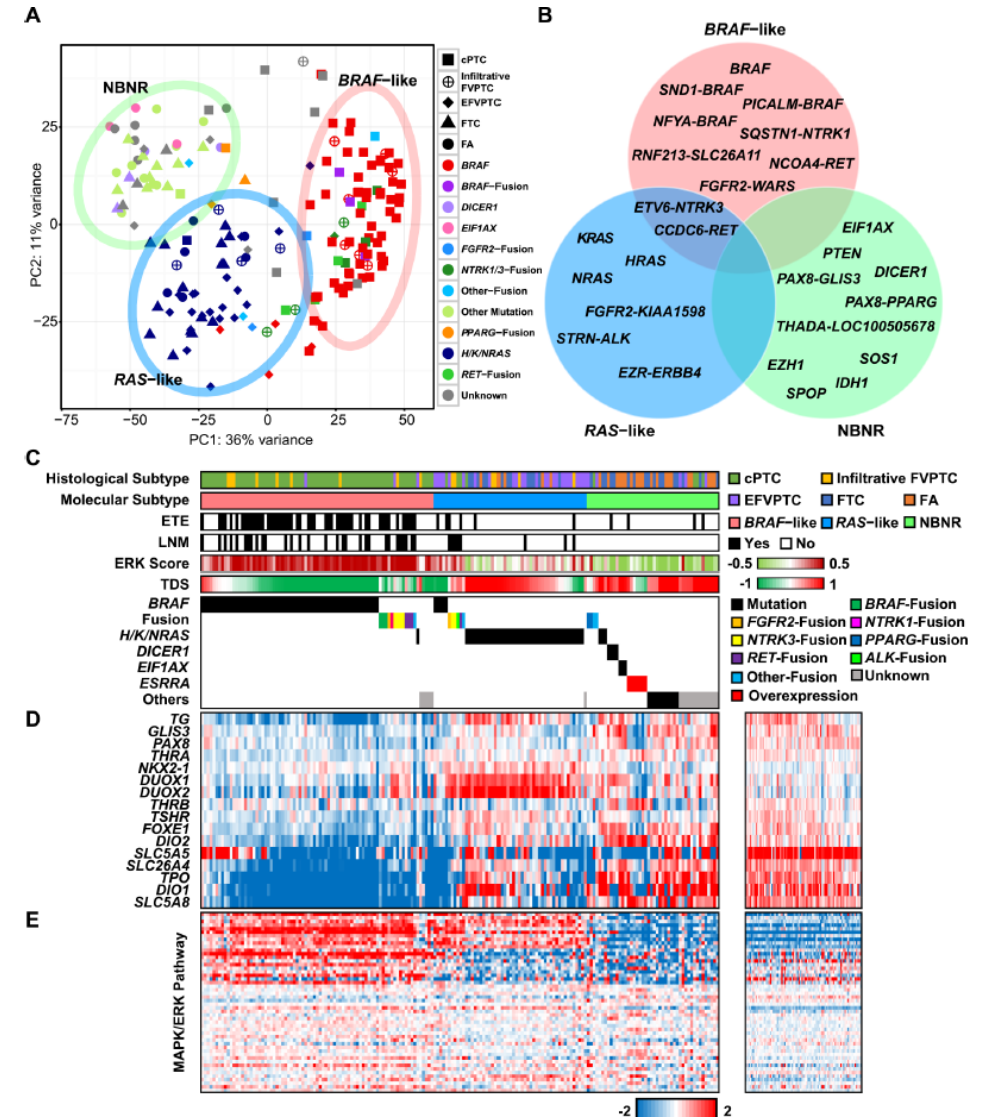 A
NBNR
BRAF−like
RAS−like
25
0
−25
−75
−50
−25
0
25
50
PC2: 11% variance
PC1: 36% variance
cPTC
Infiltrative
FVPTC
EFVPTC
FTC
FA
BRAF
BRAF−Fusion
DICER1
EIF1AX
FGFR2−Fusion
NTRK1/3−Fusion
Other−Fusion
Other Mutation
PPARG−Fusion
H/K/NRAS
RET−Fusion
Unknown
B
BRAF−like
BRAF
SND1-BRAF
PICALM-BRAF
NFYA-BRAF
SQSTN1-NTRK1
RNF213-SLC26A11
NCOA4-RET
FGFR2-WARS
ETV6-NTRK3
CCDC6-RET
KRAS
HRAS
NRAS
FGFR2-KIAA1598
STRN-ALK
EZR-ERBB4
EIF1AX
PTEN
DICER1
PAX8-GLIS3
PAX8-PPARG
THADA-LOC100505678
EZH1
SOS1
IDH1
SPOP
RAS−like
NBNR
C
Histological Subtype
Molecular Subtype
ETE
LNM
ERK Score
TDS
BRAF
Fusion
H/K/NRAS
DICER1
EIF1AX
ESRRA
Others
cPTC
Infiltrative FVPTC
EFVPTC
FTC
FA
BRAF-like
RAS-like
NBNR
Yes
No
-0.5
0.5
-1
1
Mutation
BRAF-Fusion
FGFR2-Fusion
NTRK1-Fusion
NTRK3-Fusion
PPARG-Fusion
RET-Fusion
ALK-Fusion
Other-Fusion
Unknown
Overexpression
D
TG
GLIS3
PAX8
THRA
NKX2-1
DUOX1
DUOX2
THRB
TSHR
FOXE1
DIO2
SLC5A5
SLC26A4
TPO
DIO1
SLC5A8
E
MAPK/ERK Pathway
-2
2